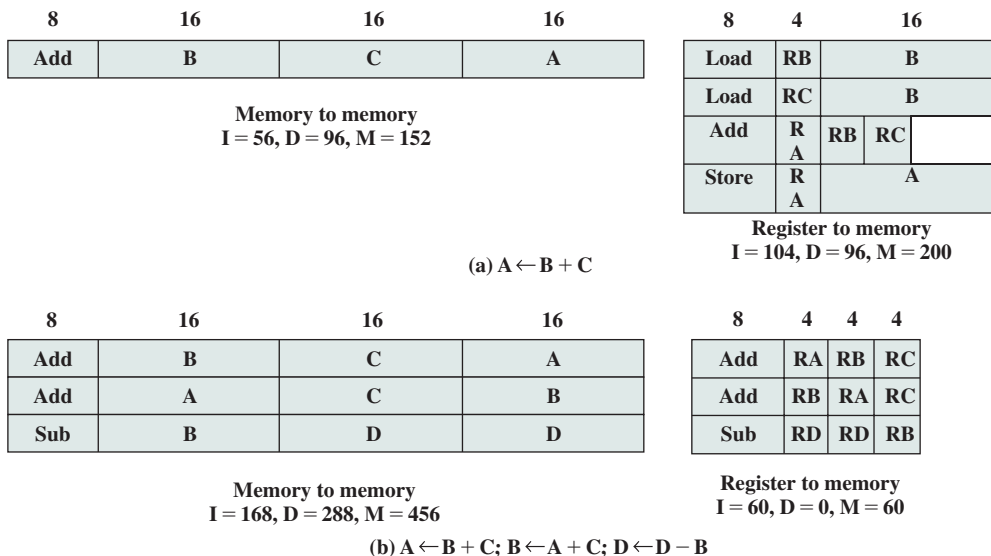 8 16 16 16
Add B C A
Memory to memory
I = 56, D = 96, M = 152
8 4 16
Load RB B
Load RC B
Add R A RB RC
Store R A A
Register to memory
I = 104, D = 96, M = 200
(a) A ← B + C
8 16 16 16
Add B C A
Add A C B
Sub B D D
Memory to memory
I = 168, D = 288, M = 456
8 4 4 4
Add RA RB RC
Add RB RA RC
Sub RD RD RB
Register to memory
I = 60, D = 0, M = 60
(b) A ← B + C; B ← A + C; D ← D − B